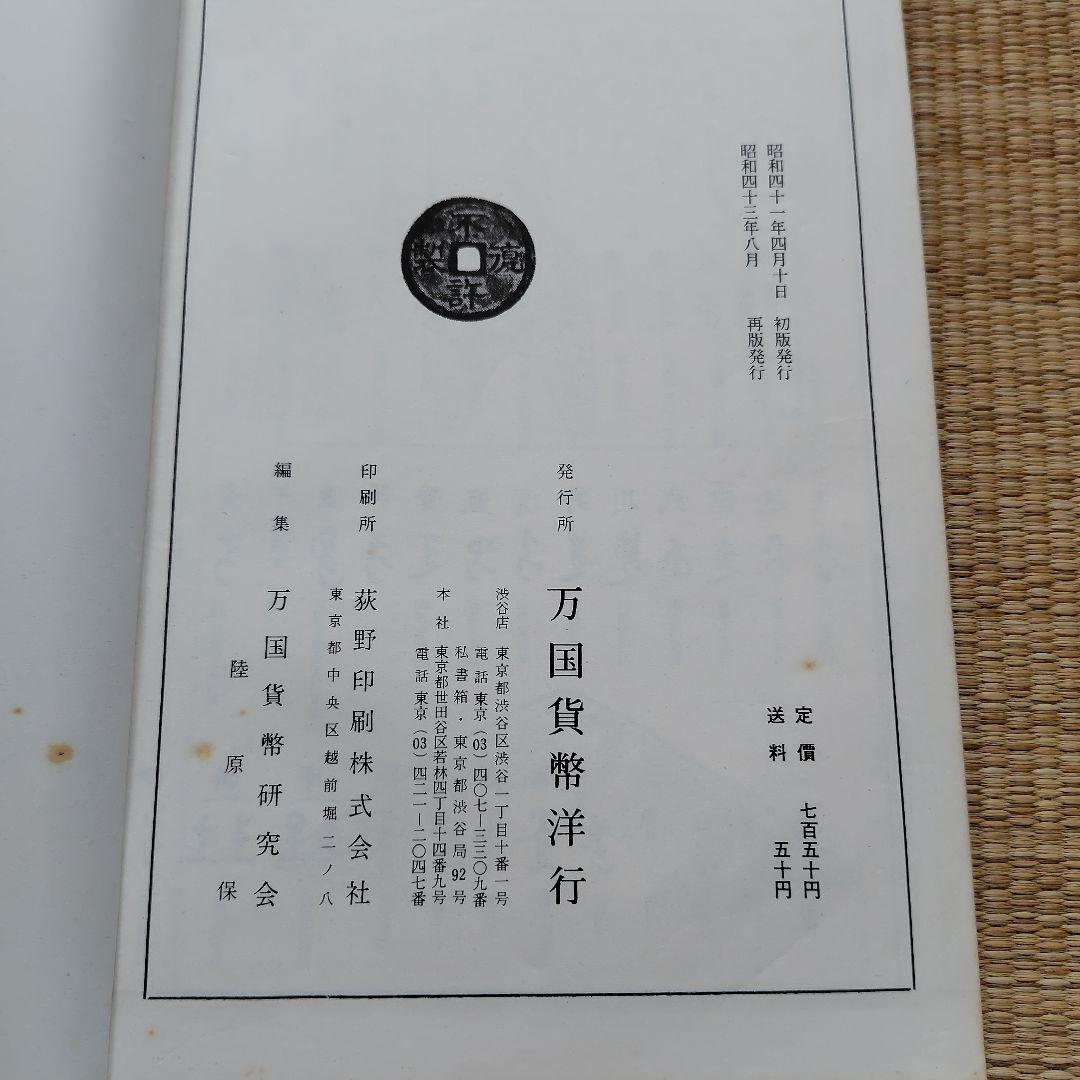 昭和四十一年四月十日 初版発行
昭和四十三年八月 再版発行
不許復製
定價 七百五十円
送料 五十円
発行所 万国貨幣洋行
渋谷店 東京都渋谷区渋谷一丁目十番一号
電話東京(03)四〇七―三三〇九番
私書箱・東京都渋谷局92号
本社 東京都世田谷区若林四丁目十四番九号
電話東京(03)四二一―二〇四七番
印刷所 荻野印刷株式会社
東京都中央区越前堀二ノ八
編集 万国貨幣研究会
陸原保